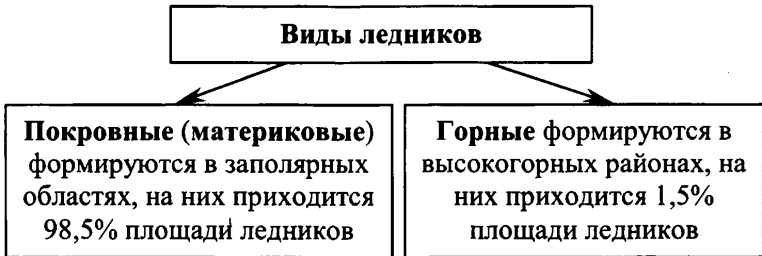 Виды ледников
Покровные (материковые)
формируются в заполярных
областях, на них приходится
98,5% площади ледников
Горные формируются в
высокогорных районах, на
них приходится 1,5%
площади ледников